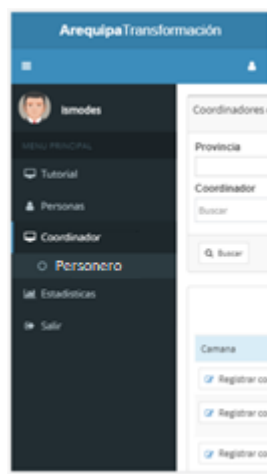 ArequipaTransformación
ismodes
MENU PRINCIPAL
Tutorial
Personas
Coordinador
Personero
Estadisticas
Salir
Coordinadores
Provincia
Coordinador
Buscar
Buscar
Camana
Registrar co
Registrar co
Registrar co